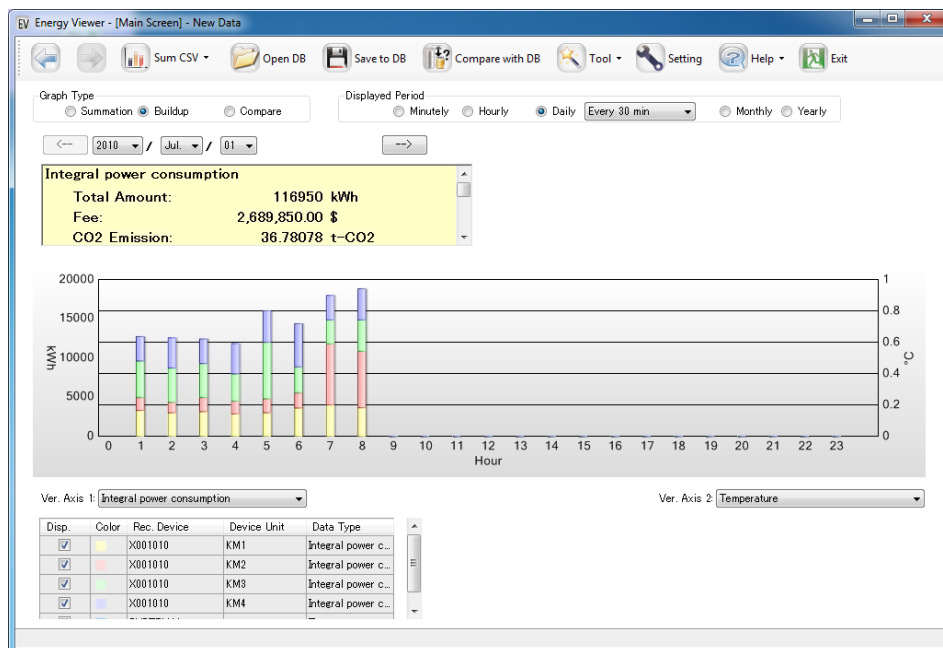 EV Energy Viewer - [Main Screen] - New Data
Sum CSV Open DB Save to DB Compare with DB Tool Setting Help Exit
Graph Type Displayed Period
Summation Buildup Compare Minutely Hourly Daily Every 30 min Monthly Yearly
<-- 2010 / Jul. / 01 -->
Integral power consumption
Total Amount: 116950 kWh
Fee: 2,689,850.00 $
CO2 Emission: 36.78078 t-CO2
20000 1
0.8
15000
0.6
kWh 10000 °C
0.4
5000
0.2
0 0
0 1 2 3 4 5 6 7 8 9 10 11 12 13 14 15 16 17 18 19 20 21 22 23
Hour
Ver. Axis 1: Integral power consumption Ver. Axis 2: Temperature
Disp. Color Rec. Device Device Unit Data Type
X001010 KM1 Integral power c...
X001010 KM2 Integral power c...
X001010 KM3 Integral power c...
X001010 KM4 Integral power c...